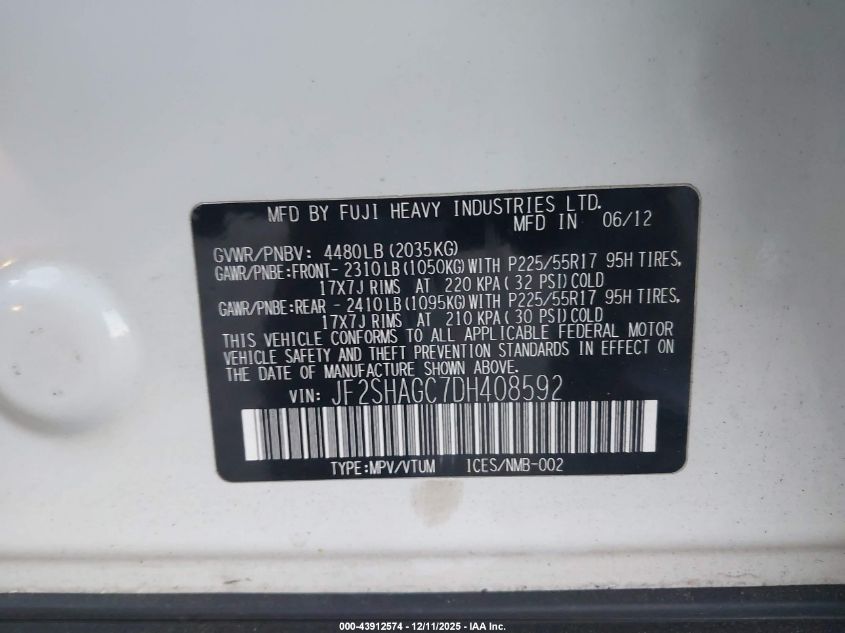 MFD BY FUJI HEAVY INDUSTRIES LTD.
MFD IN 06/12
GVWR/PNBV: 4480LB (2035KG)
GAWR/PNBE:FRONT- 2310LB(1050KG)WITH P225/55R17 95H TIRES,
17X7J RIMS AT 220 KPA( 32 PSI)COLD
GAWR/PNBE:REAR - 2410LB(1095KG)WITH P225/55R17 95H TIRES,
17X7J RIMS AT 210 KPA( 30 PSI)COLD
THIS VEHICLE CONFORMS TO ALL APPLICABLE FEDERAL MOTOR
VEHICLE SAFETY AND THEFT PREVENTION STANDARDS IN EFFECT ON
THE DATE OF MANUFACTURE SHOWN ABOVE.
VIN: JF2SHAGC7DH408592
TYPE:MPV/VTUM 1CES/NMB-002
000-43912574 - 12/11/2025 - IAA Inc.